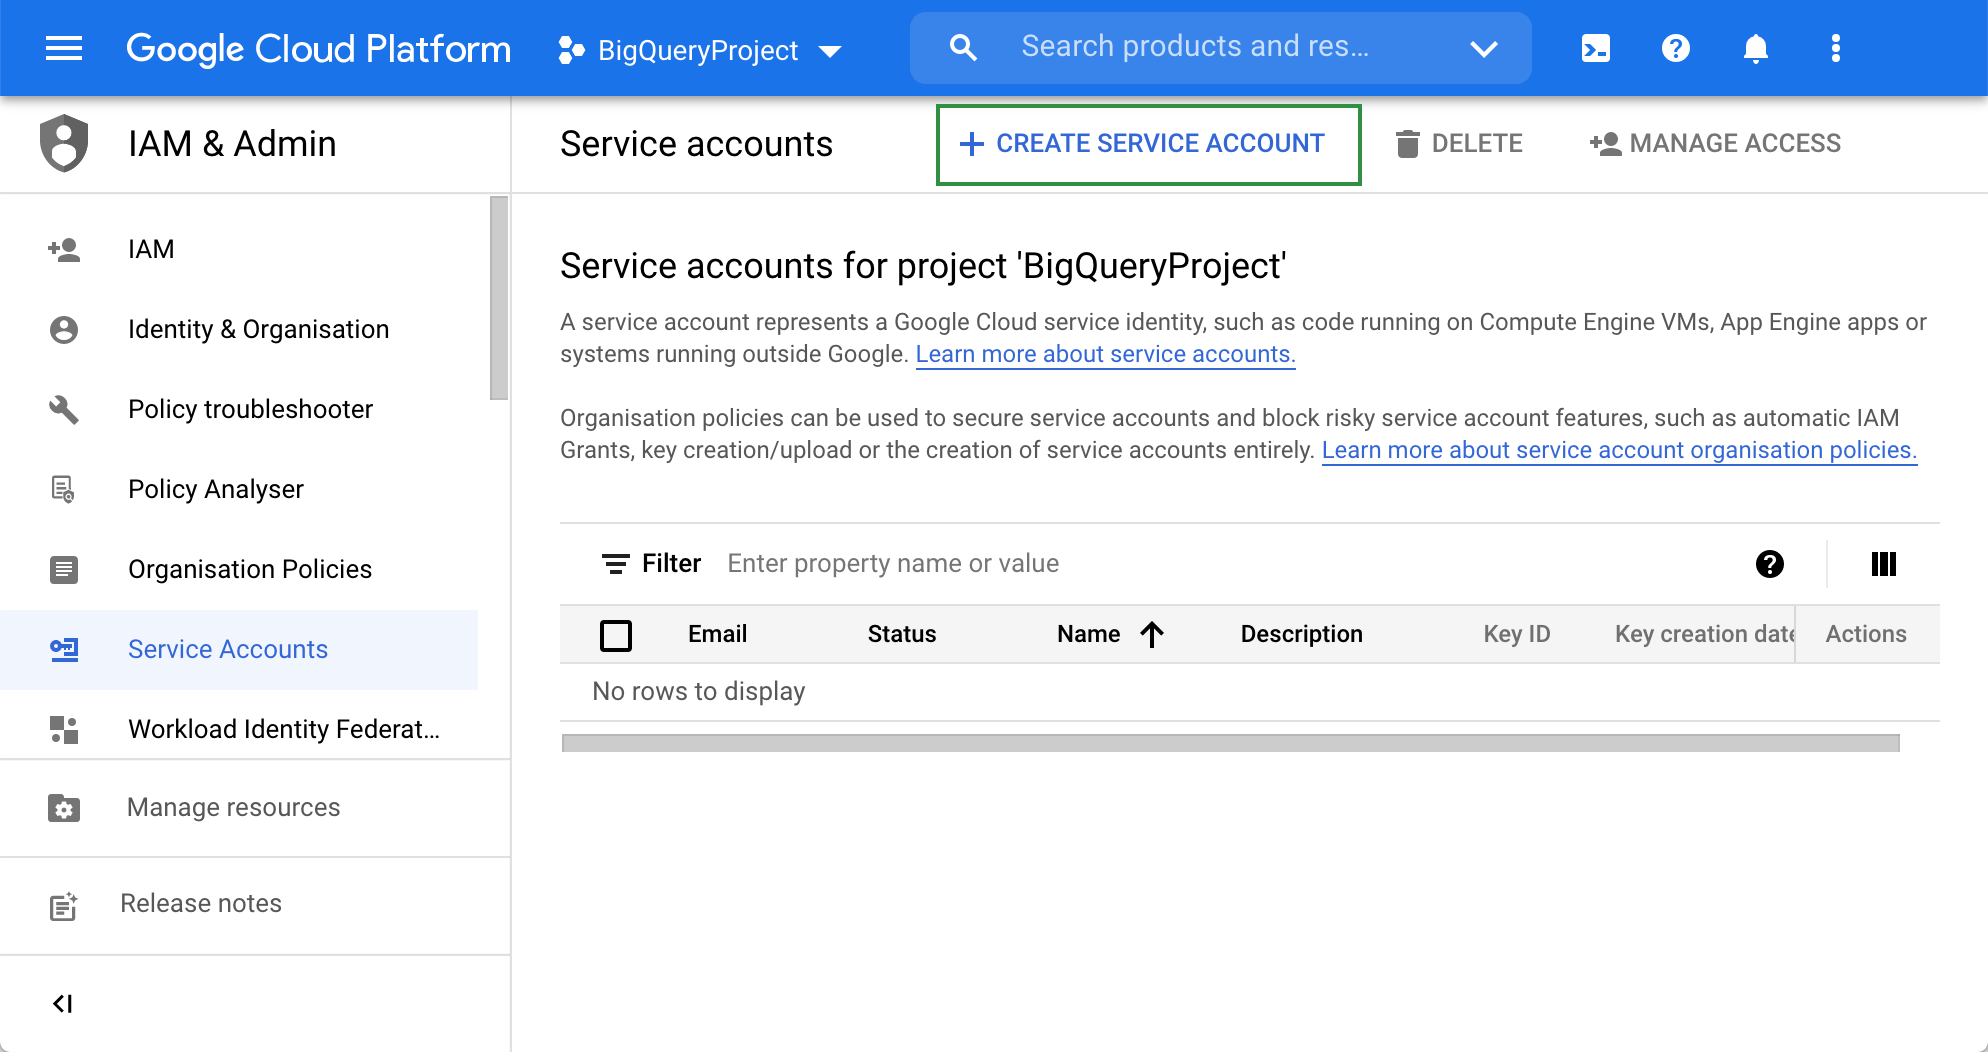 Google Cloud Platform
BigQueryProject
Search products and res...
IAM & Admin
Service accounts
CREATE SERVICE ACCOUNT
DELETE
MANAGE ACCESS
IAM
Identity & Organisation
Policy troubleshooter
Policy Analyser
Organisation Policies
Service Accounts
Workload Identity Federat...
Manage resources
Release notes
Service accounts for project 'BigQueryProject'
A service account represents a Google Cloud service identity, such as code running on Compute Engine VMs, App Engine apps or
systems running outside Google. Learn more about service accounts.
Organisation policies can be used to secure service accounts and block risky service account features, such as automatic IAM
Grants, key creation/upload or the creation of service accounts entirely. Learn more about service account organisation policies.
Filter Enter property name or value
Email Status Name Description Key ID Key creation date Actions
No rows to display